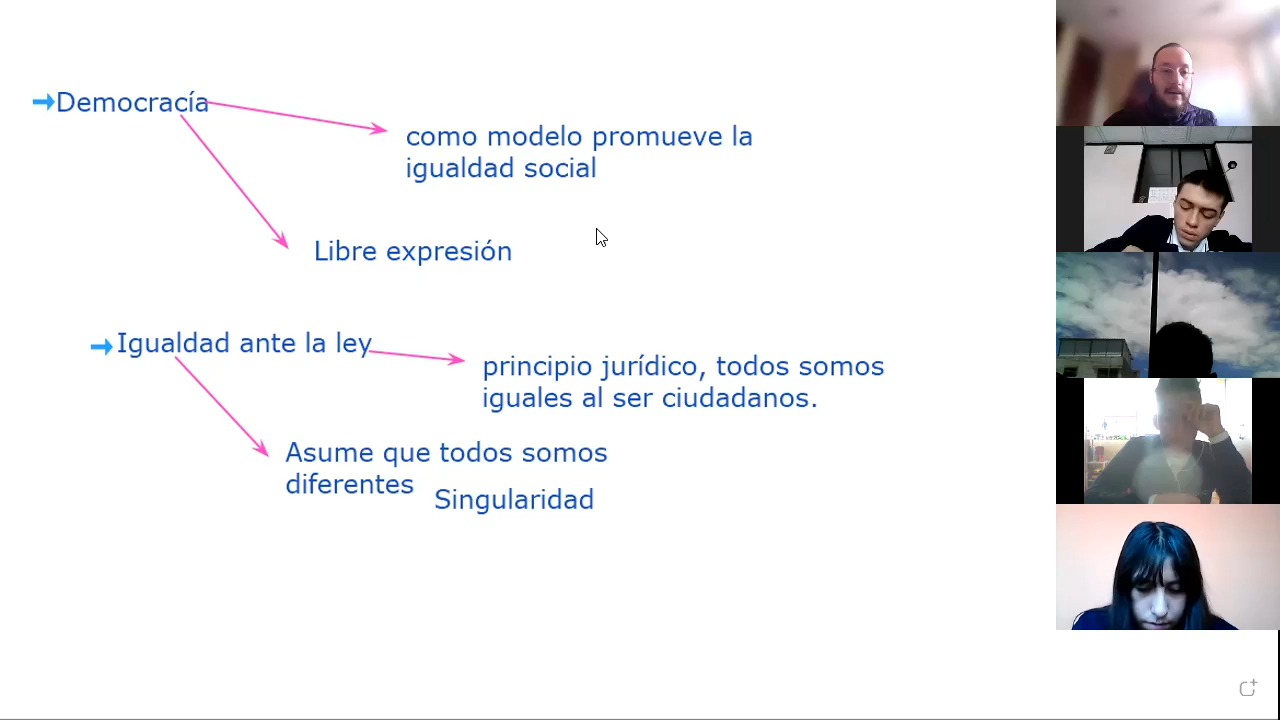 Democracía
como modelo promueve la
igualdad social
Libre expresión
Igualdad ante la ley
principio jurídico, todos somos
iguales al ser ciudadanos.
Asume que todos somos
diferentes
Singularidad